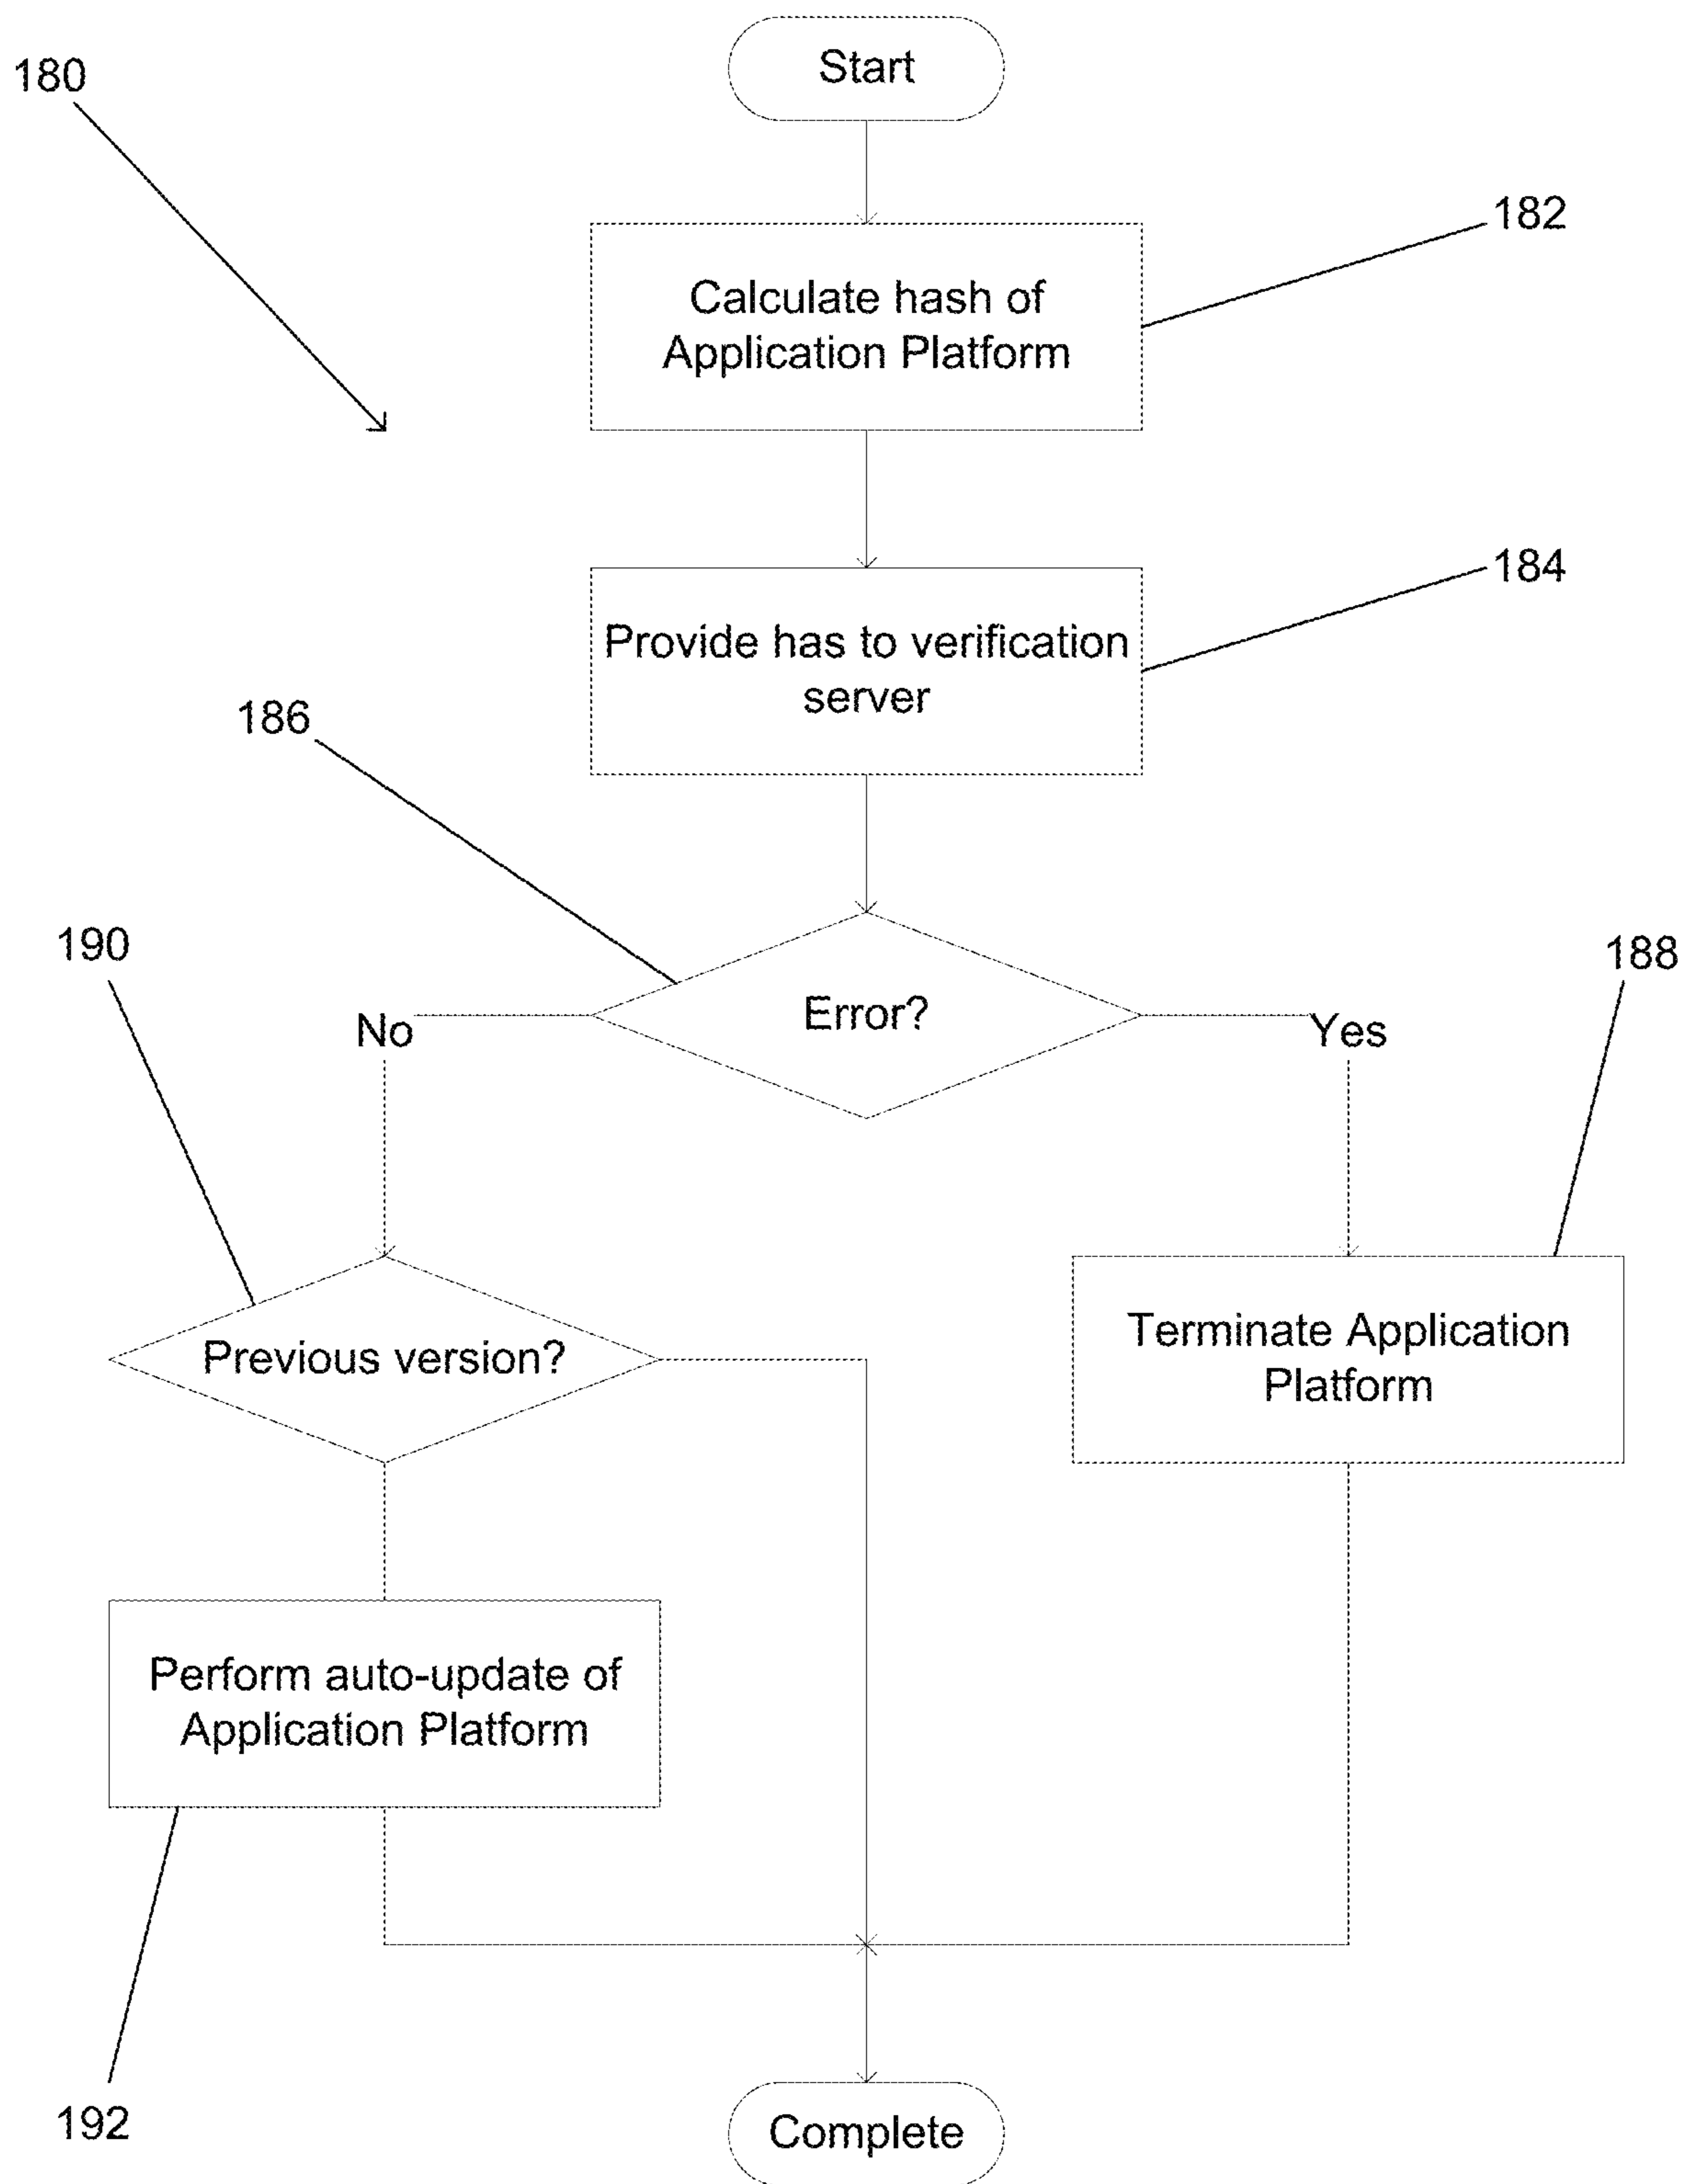 Start
180
182
Calculate hash of
Application Platform
184
Provide has to verification
server
186
190
188
Error?
No
Yes
Previous version?
Terminate Application
Platform
Perform auto-update of
Application Platform
192
Complete